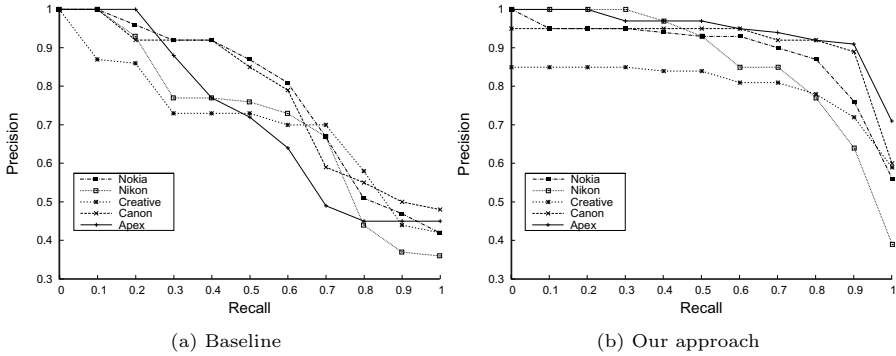 1
0.9
0.8
0.7
0.6
0.5
0.4
0.3
Precision
Nokia
Nikon
Creative
Canon
Apex
0 0.1 0.2 0.3 0.4 0.5 0.6 0.7 0.8 0.9 1
Recall
(a) Baseline
1
0.9
0.8
0.7
0.6
0.5
0.4
0.3
Precision
Nokia
Nikon
Creative
Canon
Apex
0 0.1 0.2 0.3 0.4 0.5 0.6 0.7 0.8 0.9 1
Recall
(b) Our approach